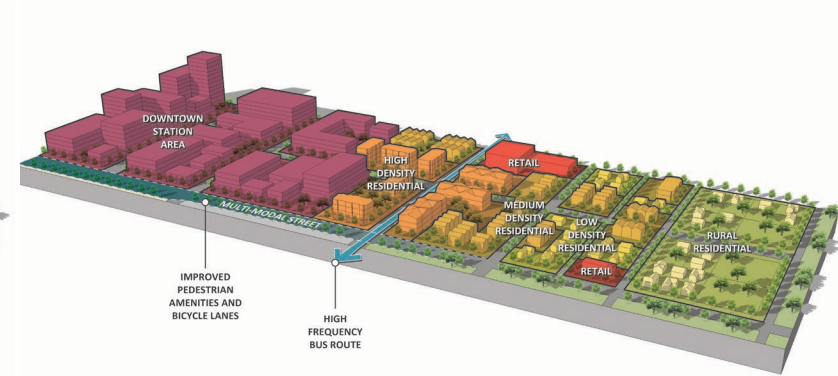 DOWNTOWN
STATION
AREA
HIGH
DENSITY
RESIDENTIAL
RETAIL
MEDIUM
DENSITY
RESIDENTIAL
LOW
DENSITY
RESIDENTIAL
RETAIL
RURAL
RESIDENTIAL
MULTI-MODAL STREET
IMPROVED
PEDESTRIAN
AMENITIES AND
BICYCLE LANES
HIGH
FREQUENCY
BUS ROUTE